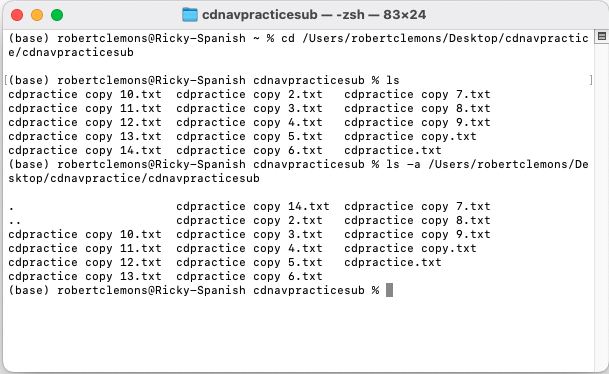 cdnavpracticesub — -zsh — 83×24
(base) robertclemons@Ricky-Spanish ~ % cd /Users/robertclemons/Desktop/cdnavpractic
e/cdnavpracticesub
[(base) robertclemons@Ricky-Spanish cdnavpracticesub % ls ]
cdpractice copy 10.txt  cdpractice copy 2.txt   cdpractice copy 7.txt
cdpractice copy 11.txt  cdpractice copy 3.txt   cdpractice copy 8.txt
cdpractice copy 12.txt  cdpractice copy 4.txt   cdpractice copy 9.txt
cdpractice copy 13.txt  cdpractice copy 5.txt   cdpractice copy.txt
cdpractice copy 14.txt  cdpractice copy 6.txt   cdpractice.txt
(base) robertclemons@Ricky-Spanish cdnavpracticesub % ls -a /Users/robertclemons/De
sktop/cdnavpractice/cdnavpracticesub
.                       cdpractice copy 14.txt  cdpractice copy 7.txt
..                      cdpractice copy 2.txt   cdpractice copy 8.txt
cdpractice copy 10.txt  cdpractice copy 3.txt   cdpractice copy 9.txt
cdpractice copy 11.txt  cdpractice copy 4.txt   cdpractice copy.txt
cdpractice copy 12.txt  cdpractice copy 5.txt   cdpractice.txt
cdpractice copy 13.txt  cdpractice copy 6.txt
(base) robertclemons@Ricky-Spanish cdnavpracticesub %